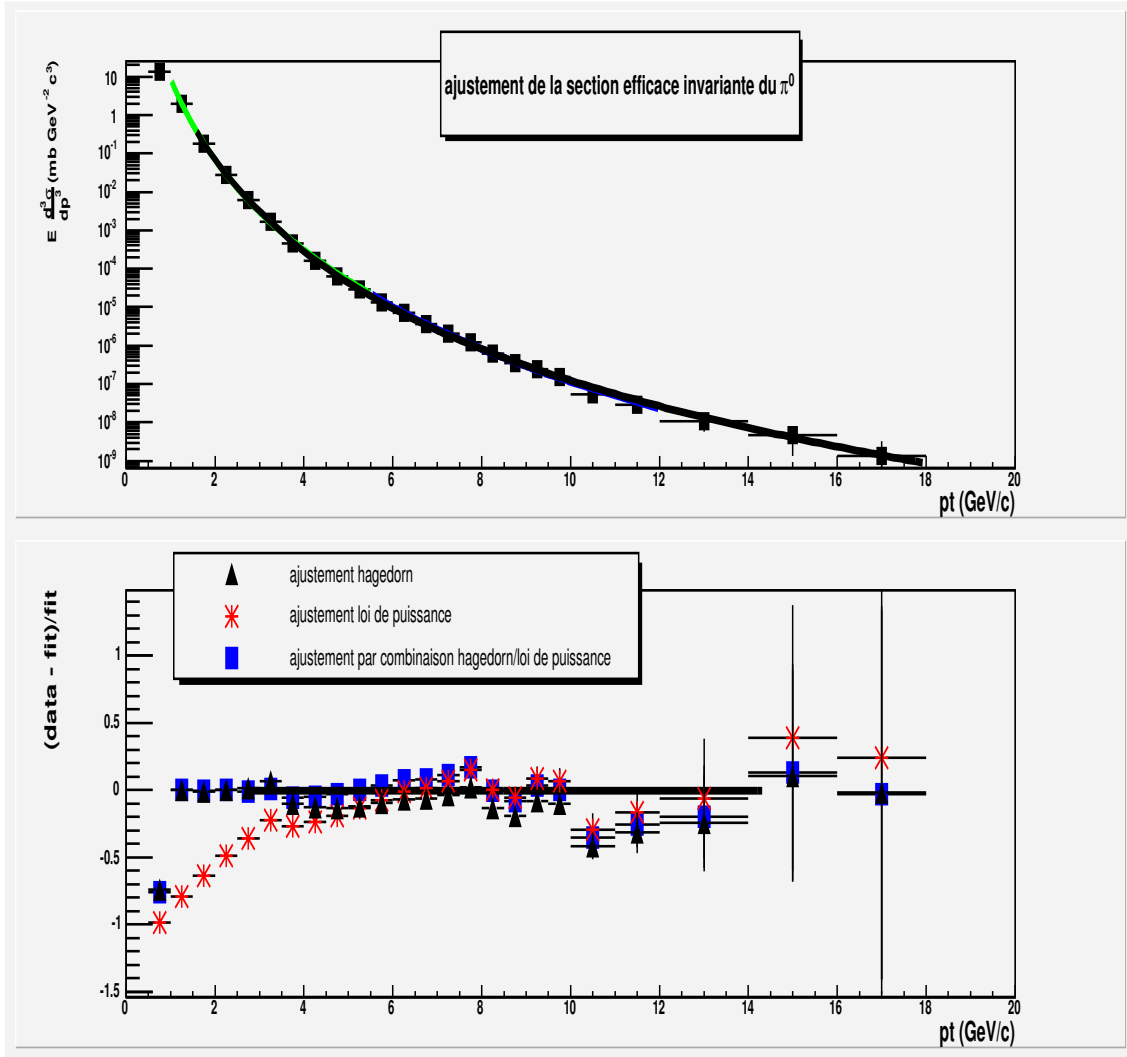 ajustement de la section efficace invariante du π⁰
E d³σ/dp³ (mb GeV⁻² c³)
10
1
10⁻¹
10⁻²
10⁻³
10⁻⁴
10⁻⁵
10⁻⁶
10⁻⁷
10⁻⁸
10⁻⁹
0 2 4 6 8 10 12 14 16 18 20
pt (GeV/c)
ajustement hagedorn
ajustement loi de puissance
ajustement par combinaison hagedorn/loi de puissance
(data - fit)/fit
1
0.5
0
-0.5
-1
-1.5
0 2 4 6 8 10 12 14 16 18 20
pt (GeV/c)